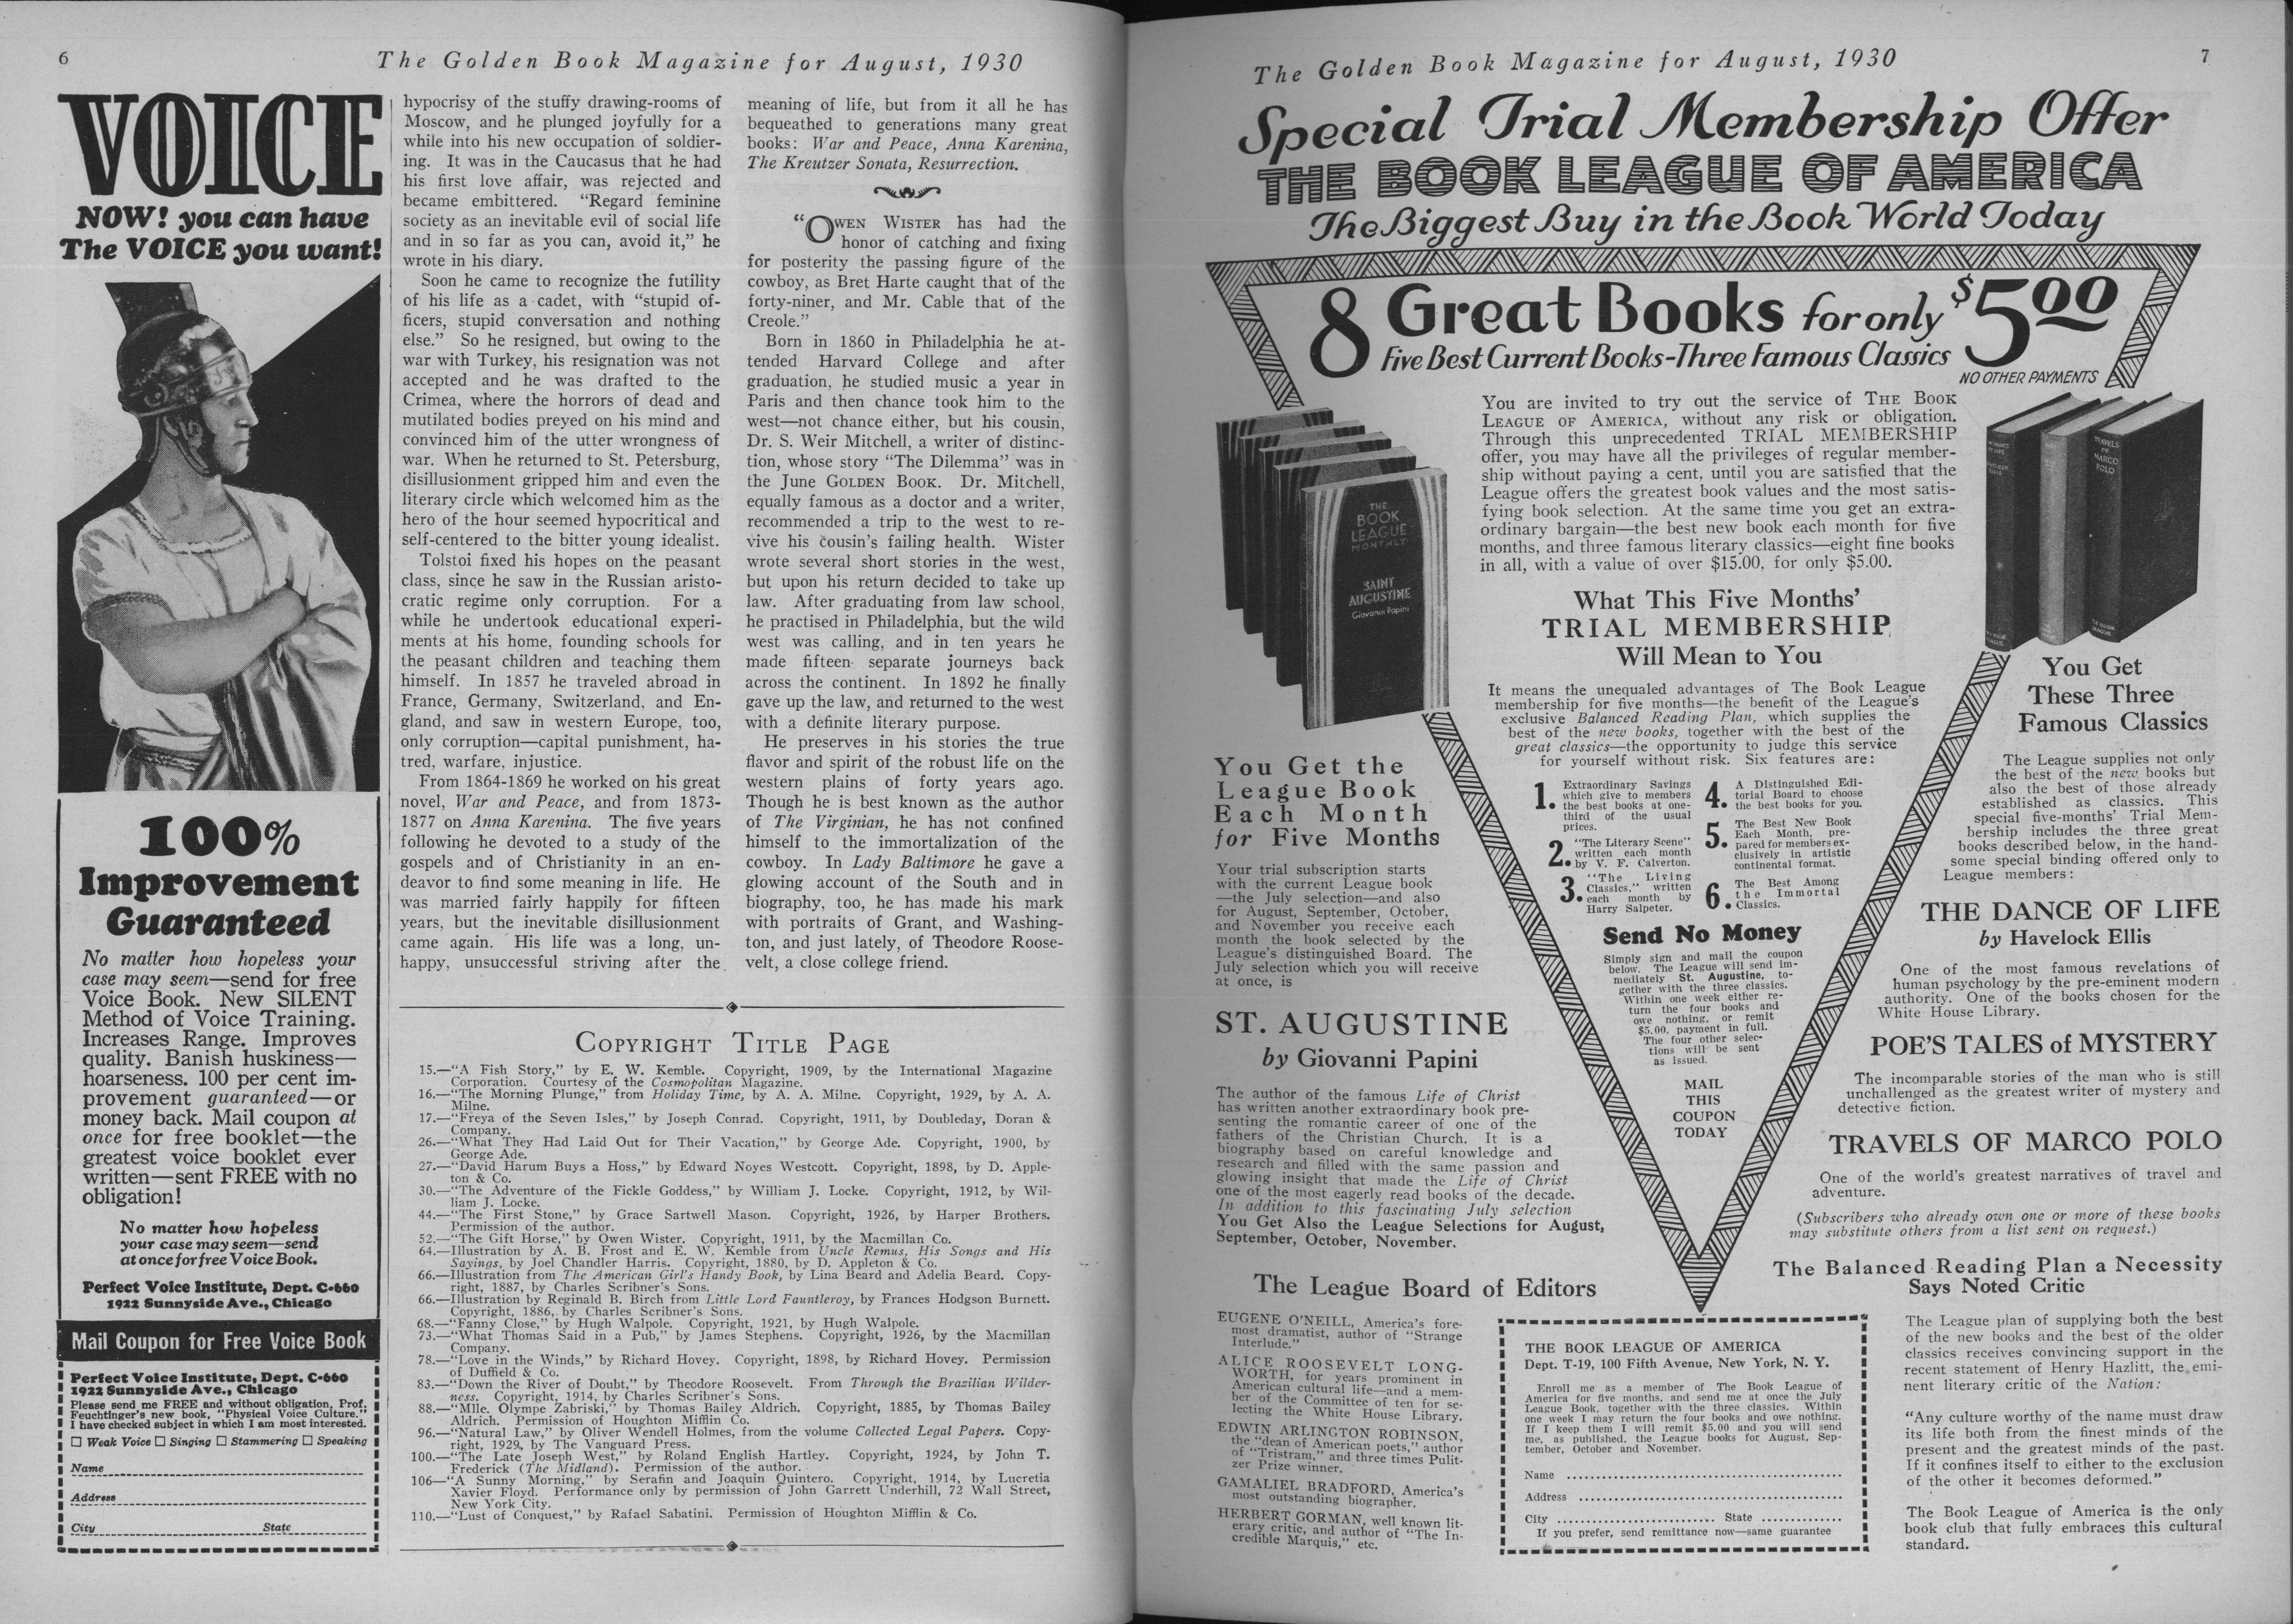 6
The Golden Book Magazine for August, 1930
VOICE
NOW! you can have
The VOICE you want!
100%
Improvement
Guaranteed
No matter how hopeless your
case may seem—send for free
Voice Book. New SILENT
Method of Voice Training.
Increases Range. Improves
quality. Banish huskiness—
hoarseness. 100 per cent im-
provement guaranteed—or
money back. Mail coupon at
once for free booklet—the
greatest voice booklet ever
written—sent FREE with no
obligation!
No matter how hopeless
your case may seem—send
at once for free Voice Book.
Perfect Voice Institute, Dept. C-660
1922 Sunnyside Ave., Chicago
Mail Coupon for Free Voice Book
Perfect Voice Institute, Dept. C-660
1922 Sunnyside Ave., Chicago
Please send me FREE and without obligation, Prof.
Feuchtinger's new book, "Physical Voice Culture."
I have checked subject in which I am most interested.
☐ Weak Voice ☐ Singing ☐ Stammering ☐ Speaking
Name
Address
City State
hypocrisy of the stuffy drawing-rooms of
Moscow, and he plunged joyfully for a
while into his new occupation of soldier-
ing. It was in the Caucasus that he had
his first love affair, was rejected and
became embittered. "Regard feminine
society as an inevitable evil of social life
and in so far as you can, avoid it," he
wrote in his diary.
Soon he came to recognize the futility
of his life as a cadet, with "stupid of-
ficers, stupid conversation and nothing
else." So he resigned, but owing to the
war with Turkey, his resignation was not
accepted and he was drafted to the
Crimea, where the horrors of dead and
mutilated bodies preyed on his mind and
convinced him of the utter wrongness of
war. When he returned to St. Petersburg,
disillusionment gripped him and even the
literary circle which welcomed him as the
hero of the hour seemed hypocritical and
self-centered to the bitter young idealist.
Tolstoi fixed his hopes on the peasant
class, since he saw in the Russian aristo-
cratic regime only corruption. For a
while he undertook educational experi-
ments at his home, founding schools for
the peasant children and teaching them
himself. In 1857 he traveled abroad in
France, Germany, Switzerland, and En-
gland, and saw in western Europe, too,
only corruption—capital punishment, ha-
tred, warfare, injustice.
From 1864-1869 he worked on his great
novel, War and Peace, and from 1873-
1877 on Anna Karenina. The five years
following he devoted to a study of the
gospels and of Christianity in an en-
deavor to find some meaning in life. He
was married fairly happily for fifteen
years, but the inevitable disillusionment
came again. His life was a long, un-
happy, unsuccessful striving after the
meaning of life, but from it all he has
bequeathed to generations many great
books: War and Peace, Anna Karenina,
The Kreutzer Sonata, Resurrection.
"OWEN WISTER has had the
honor of catching and fixing
for posterity the passing figure of the
cowboy, as Bret Harte caught that of the
forty-niner, and Mr. Cable that of the
Creole."
Born in 1860 in Philadelphia he at-
tended Harvard College and after
graduation, he studied music a year in
Paris and then chance took him to the
west—not chance either, but his cousin,
Dr. S. Weir Mitchell, a writer of distinc-
tion, whose story "The Dilemma" was in
the June GOLDEN BOOK. Dr. Mitchell,
equally famous as a doctor and a writer,
recommended a trip to the west to re-
vive his cousin's failing health. Wister
wrote several short stories in the west,
but upon his return decided to take up
law. After graduating from law school,
he practised in Philadelphia, but the wild
west was calling, and in ten years he
made fifteen separate journeys back
across the continent. In 1892 he finally
gave up the law, and returned to the west
with a definite literary purpose.
He preserves in his stories the true
flavor and spirit of the robust life on the
western plains of forty years ago.
Though he is best known as the author
of The Virginian, he has not confined
himself to the immortalization of the
cowboy. In Lady Baltimore he gave a
glowing account of the South and in
biography, too, he has made his mark
with portraits of Grant, and Washing-
ton, and just lately, of Theodore Roose-
velt, a close college friend.
COPYRIGHT TITLE PAGE
15.—"A Fish Story," by E. W. Kemble. Copyright, 1909, by the International Magazine
Corporation. Courtesy of the Cosmopolitan Magazine.
16.—"The Morning Plunge," from Holiday Time, by A. A. Milne. Copyright, 1929, by A. A.
Milne.
17.—"Freya of the Seven Isles," by Joseph Conrad. Copyright, 1911, by Doubleday, Doran &
Company.
26.—"What They Had Laid Out for Their Vacation," by George Ade. Copyright, 1900, by
George Ade.
27.—"David Harum Buys a Hoss," by Edward Noyes Westcott. Copyright, 1898, by D. Apple-
ton & Co.
30.—"The Adventure of the Fickle Goddess," by William J. Locke. Copyright, 1912, by Wil-
liam J. Locke.
44.—"The First Stone," by Grace Sartwell Mason. Copyright, 1926, by Harper Brothers.
Permission of the author.
52.—"The Gift Horse," by Owen Wister. Copyright, 1911, by the Macmillan Co.
64.—Illustration by A. B. Frost and E. W. Kemble from Uncle Remus, His Songs and His
Sayings, by Joel Chandler Harris. Copyright, 1880, by D. Appleton & Co.
66.—Illustration from The American Girl's Handy Book, by Lina Beard and Adelia Beard. Copy-
right, 1887, by Charles Scribner's Sons.
66.—Illustration by Reginald B. Birch from Little Lord Fauntleroy, by Frances Hodgson Burnett.
Copyright, 1886, by Charles Scribner's Sons.
68.—"Fanny Close," by Hugh Walpole. Copyright, 1921, by Hugh Walpole.
73.—"What Thomas Said in a Pub," by James Stephens. Copyright, 1926, by the Macmillan
Company.
78.—"Love in the Winds," by Richard Hovey. Copyright, 1898, by Richard Hovey. Permission
of Duffield & Co.
83.—"Down the River of Doubt," by Theodore Roosevelt. From Through the Brazilian Wilder-
ness. Copyright, 1914, by Charles Scribner's Sons.
88.—"Mlle. Olympe Zabriski," by Thomas Bailey Aldrich. Copyright, 1885, by Thomas Bailey
Aldrich. Permission of Houghton Mifflin Co.
96.—"Natural Law," by Oliver Wendell Holmes, from the volume Collected Legal Papers. Copy-
right, 1929, by The Vanguard Press.
100.—"The Late Joseph West," by Roland English Hartley. Copyright, 1924, by John T.
Frederick (The Midland). Permission of the author.
106—"A Sunny Morning," by Serafin and Joaquin Quintero. Copyright, 1914, by Lucretia
Xavier Floyd. Performance only by permission of John Garrett Underhill, 72 Wall Street,
New York City.
110.—"Lust of Conquest," by Rafael Sabatini. Permission of Houghton Mifflin & Co.
The Golden Book Magazine for August, 1930
7
Special Trial Membership Offer
THE BOOK LEAGUE OF AMERICA
The Biggest Buy in the Book World Today
8 Great Books for only $5.00
Five Best Current Books-Three Famous Classics
NO OTHER PAYMENTS
THE
BOOK
LEAGUE
MONTHLY
SAINT
AUGUSTINE
Giovanni Papini
TRAVELS
OF
MARCO
POLO
You are invited to try out the service of THE BOOK
LEAGUE OF AMERICA, without any risk or obligation.
Through this unprecedented TRIAL MEMBERSHIP
offer, you may have all the privileges of regular member-
ship without paying a cent, until you are satisfied that the
League offers the greatest book values and the most satis-
fying book selection. At the same time you get an extra-
ordinary bargain—the best new book each month for five
months, and three famous literary classics—eight fine books
in all, with a value of over $15.00, for only $5.00.
What This Five Months'
TRIAL MEMBERSHIP
Will Mean to You
It means the unequaled advantages of The Book League
membership for five months—the benefit of the League's
exclusive Balanced Reading Plan, which supplies the
best of the new books, together with the best of the
great classics—the opportunity to judge this service
for yourself without risk. Six features are:
1. Extraordinary Savings
which give to members
the best books at one-
third of the usual
prices.
2. "The Literary Scene"
written each month
by V. F. Calverton.
3. "The Living
Classics," written
each month by
Harry Salpeter.
4. A Distinguished Edi-
torial Board to choose
the best books for you.
5. The Best New Book
Each Month, pre-
pared for members ex-
clusively in artistic
continental format.
6. The Best Among
the Immortal
Classics.
Send No Money
Simply sign and mail the coupon
below. The League will send im-
mediately St. Augustine, to-
gether with the three classics.
Within one week either re-
turn the four books and
owe nothing, or remit
$5.00, payment in full.
The four other selec-
tions will be sent
as issued.
MAIL
THIS
COUPON
TODAY
You Get the
League Book
Each Month
for Five Months
Your trial subscription starts
with the current League book
—the July selection—and also
for August, September, October,
and November you receive each
month the book selected by the
League's distinguished Board. The
July selection which you will receive
at once, is
ST. AUGUSTINE
by Giovanni Papini
The author of the famous Life of Christ
has written another extraordinary book pre-
senting the romantic career of one of the
fathers of the Christian Church. It is a
biography based on careful knowledge and
research and filled with the same passion and
glowing insight that made the Life of Christ
one of the most eagerly read books of the decade.
In addition to this fascinating July selection
You Get Also the League Selections for August,
September, October, November.
The League Board of Editors
EUGENE O'NEILL, America's fore-
most dramatist, author of "Strange
Interlude."
ALICE ROOSEVELT LONG-
WORTH, for years prominent in
American cultural life—and a mem-
ber of the Committee of ten for se-
lecting the White House Library.
EDWIN ARLINGTON ROBINSON,
the "dean of American poets," author
of "Tristram," and three times Pulit-
zer Prize winner.
GAMALIEL BRADFORD, America's
most outstanding biographer.
HERBERT GORMAN, well known lit-
erary critic, and author of "The In-
credible Marquis," etc.
You Get
These Three
Famous Classics
The League supplies not only
the best of the new books but
also the best of those already
established as classics. This
special five-months' Trial Mem-
bership includes the three great
books described below, in the hand-
some special binding offered only to
League members:
THE DANCE OF LIFE
by Havelock Ellis
One of the most famous revelations of
human psychology by the pre-eminent modern
authority. One of the books chosen for the
White House Library.
POE'S TALES of MYSTERY
The incomparable stories of the man who is still
unchallenged as the greatest writer of mystery and
detective fiction.
TRAVELS OF MARCO POLO
One of the world's greatest narratives of travel and
adventure.
(Subscribers who already own one or more of these books
may substitute others from a list sent on request.)
The Balanced Reading Plan a Necessity
Says Noted Critic
The League plan of supplying both the best
of the new books and the best of the older
classics receives convincing support in the
recent statement of Henry Hazlitt, the emi-
nent literary critic of the Nation:
"Any culture worthy of the name must draw
its life both from the finest minds of the
present and the greatest minds of the past.
If it confines itself to either to the exclusion
of the other it becomes deformed."
The Book League of America is the only
book club that fully embraces this cultural
standard.
THE BOOK LEAGUE OF AMERICA
Dept. T-19, 100 Fifth Avenue, New York, N. Y.
Enroll me as a member of The Book League of
America for five months, and send me at once the July
League Book, together with the three classics. Within
one week I may return the four books and owe nothing.
If I keep them I will remit $5.00 and you will send
me, as published, the League books for August, Sep-
tember, October and November.
Name
Address
City State
If you prefer, send remittance now—same guarantee